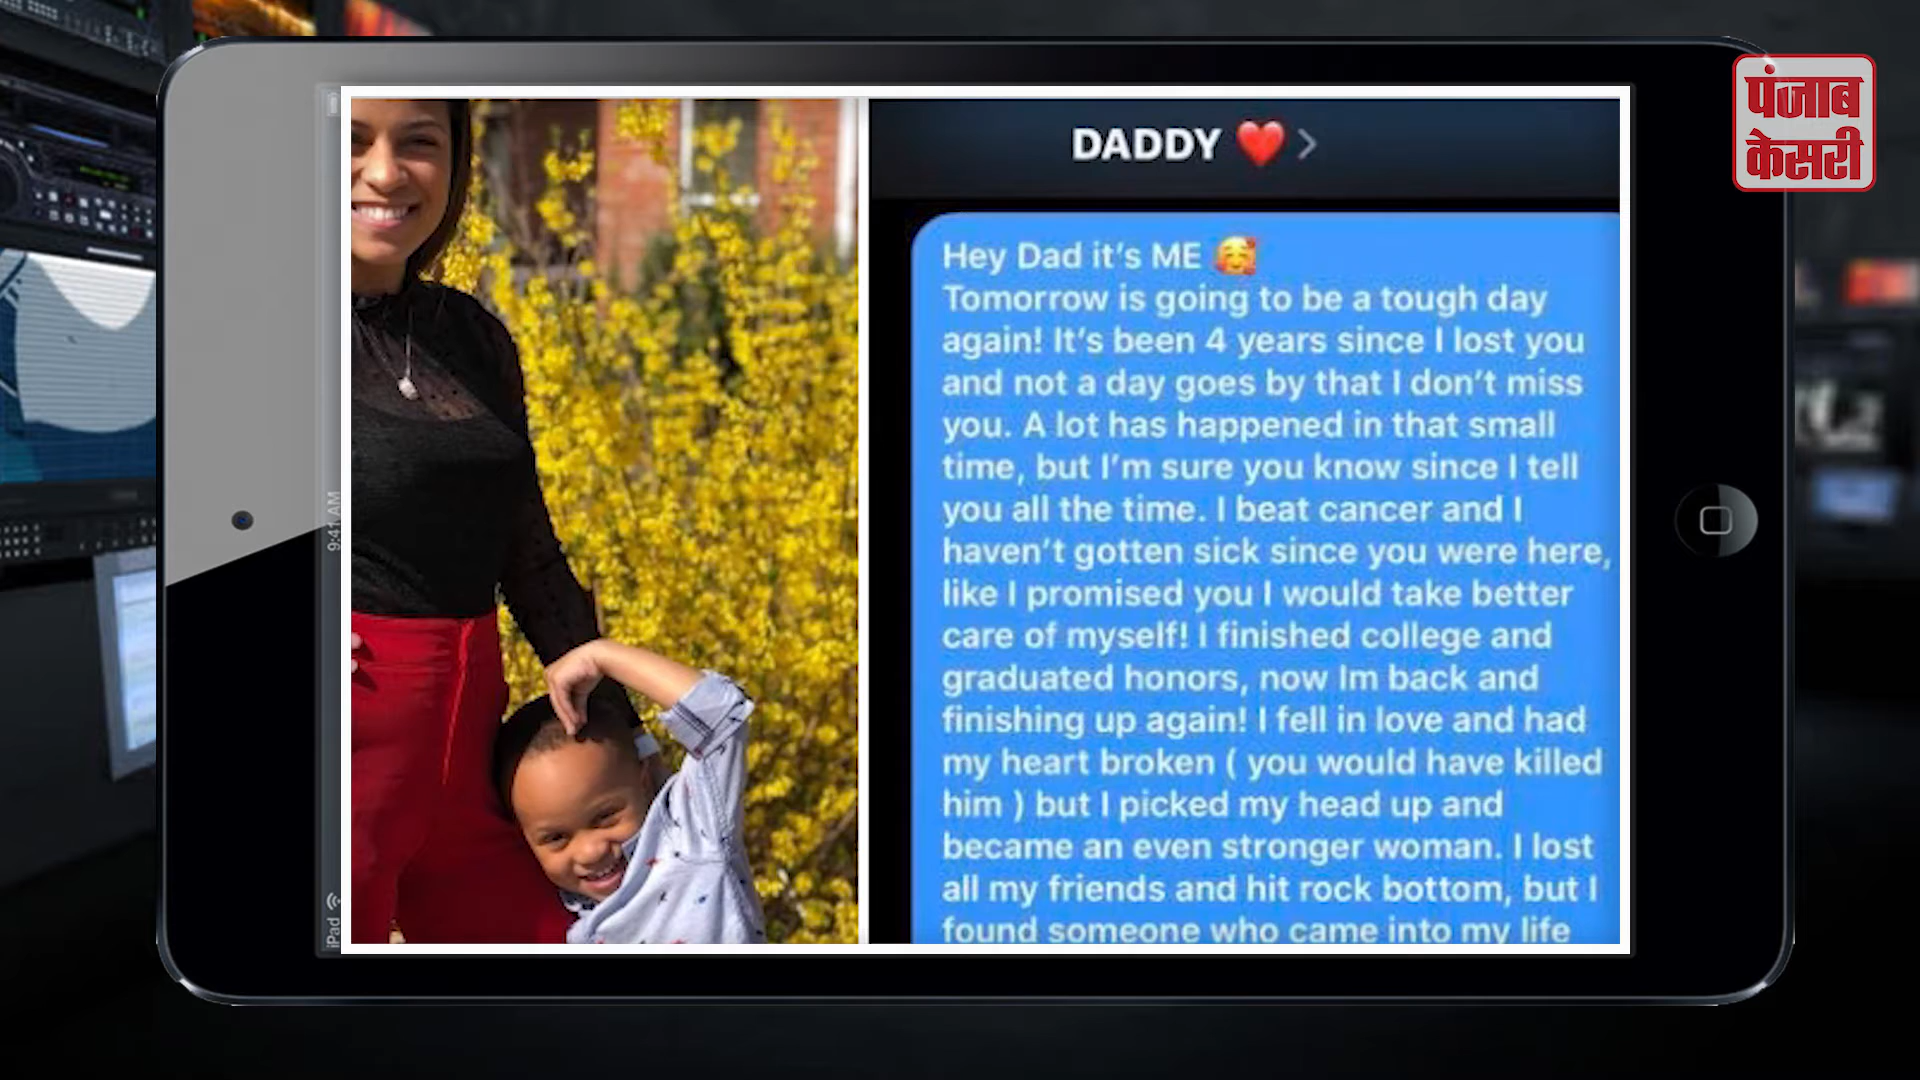 पंजाब
केसरी
DADDY ❤️ >
Hey Dad it's ME 🥰
Tomorrow is going to be a tough day
again! It's been 4 years since I lost you
and not a day goes by that I don't miss
you. A lot has happened in that small
time, but I'm sure you know since I tell
you all the time. I beat cancer and I
haven't gotten sick since you were here,
like I promised you I would take better
care of myself! I finished college and
graduated honors, now Im back and
finishing up again! I fell in love and had
my heart broken ( you would have killed
him ) but I picked my head up and
became an even stronger woman. I lost
all my friends and hit rock bottom, but I
found someone who came into my life
9:41 AM
iPad